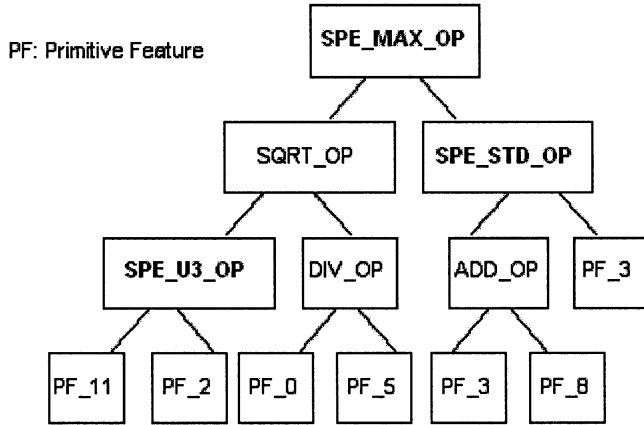 SPE_MAX_OP
PF: Primitive Feature
SQRT_OP
SPE_STD_OP
SPE_U3_OP
DIV_OP
ADD_OP
PF_3
PF_11
PF_2
PF_0
PF_5
PF_3
PF_8